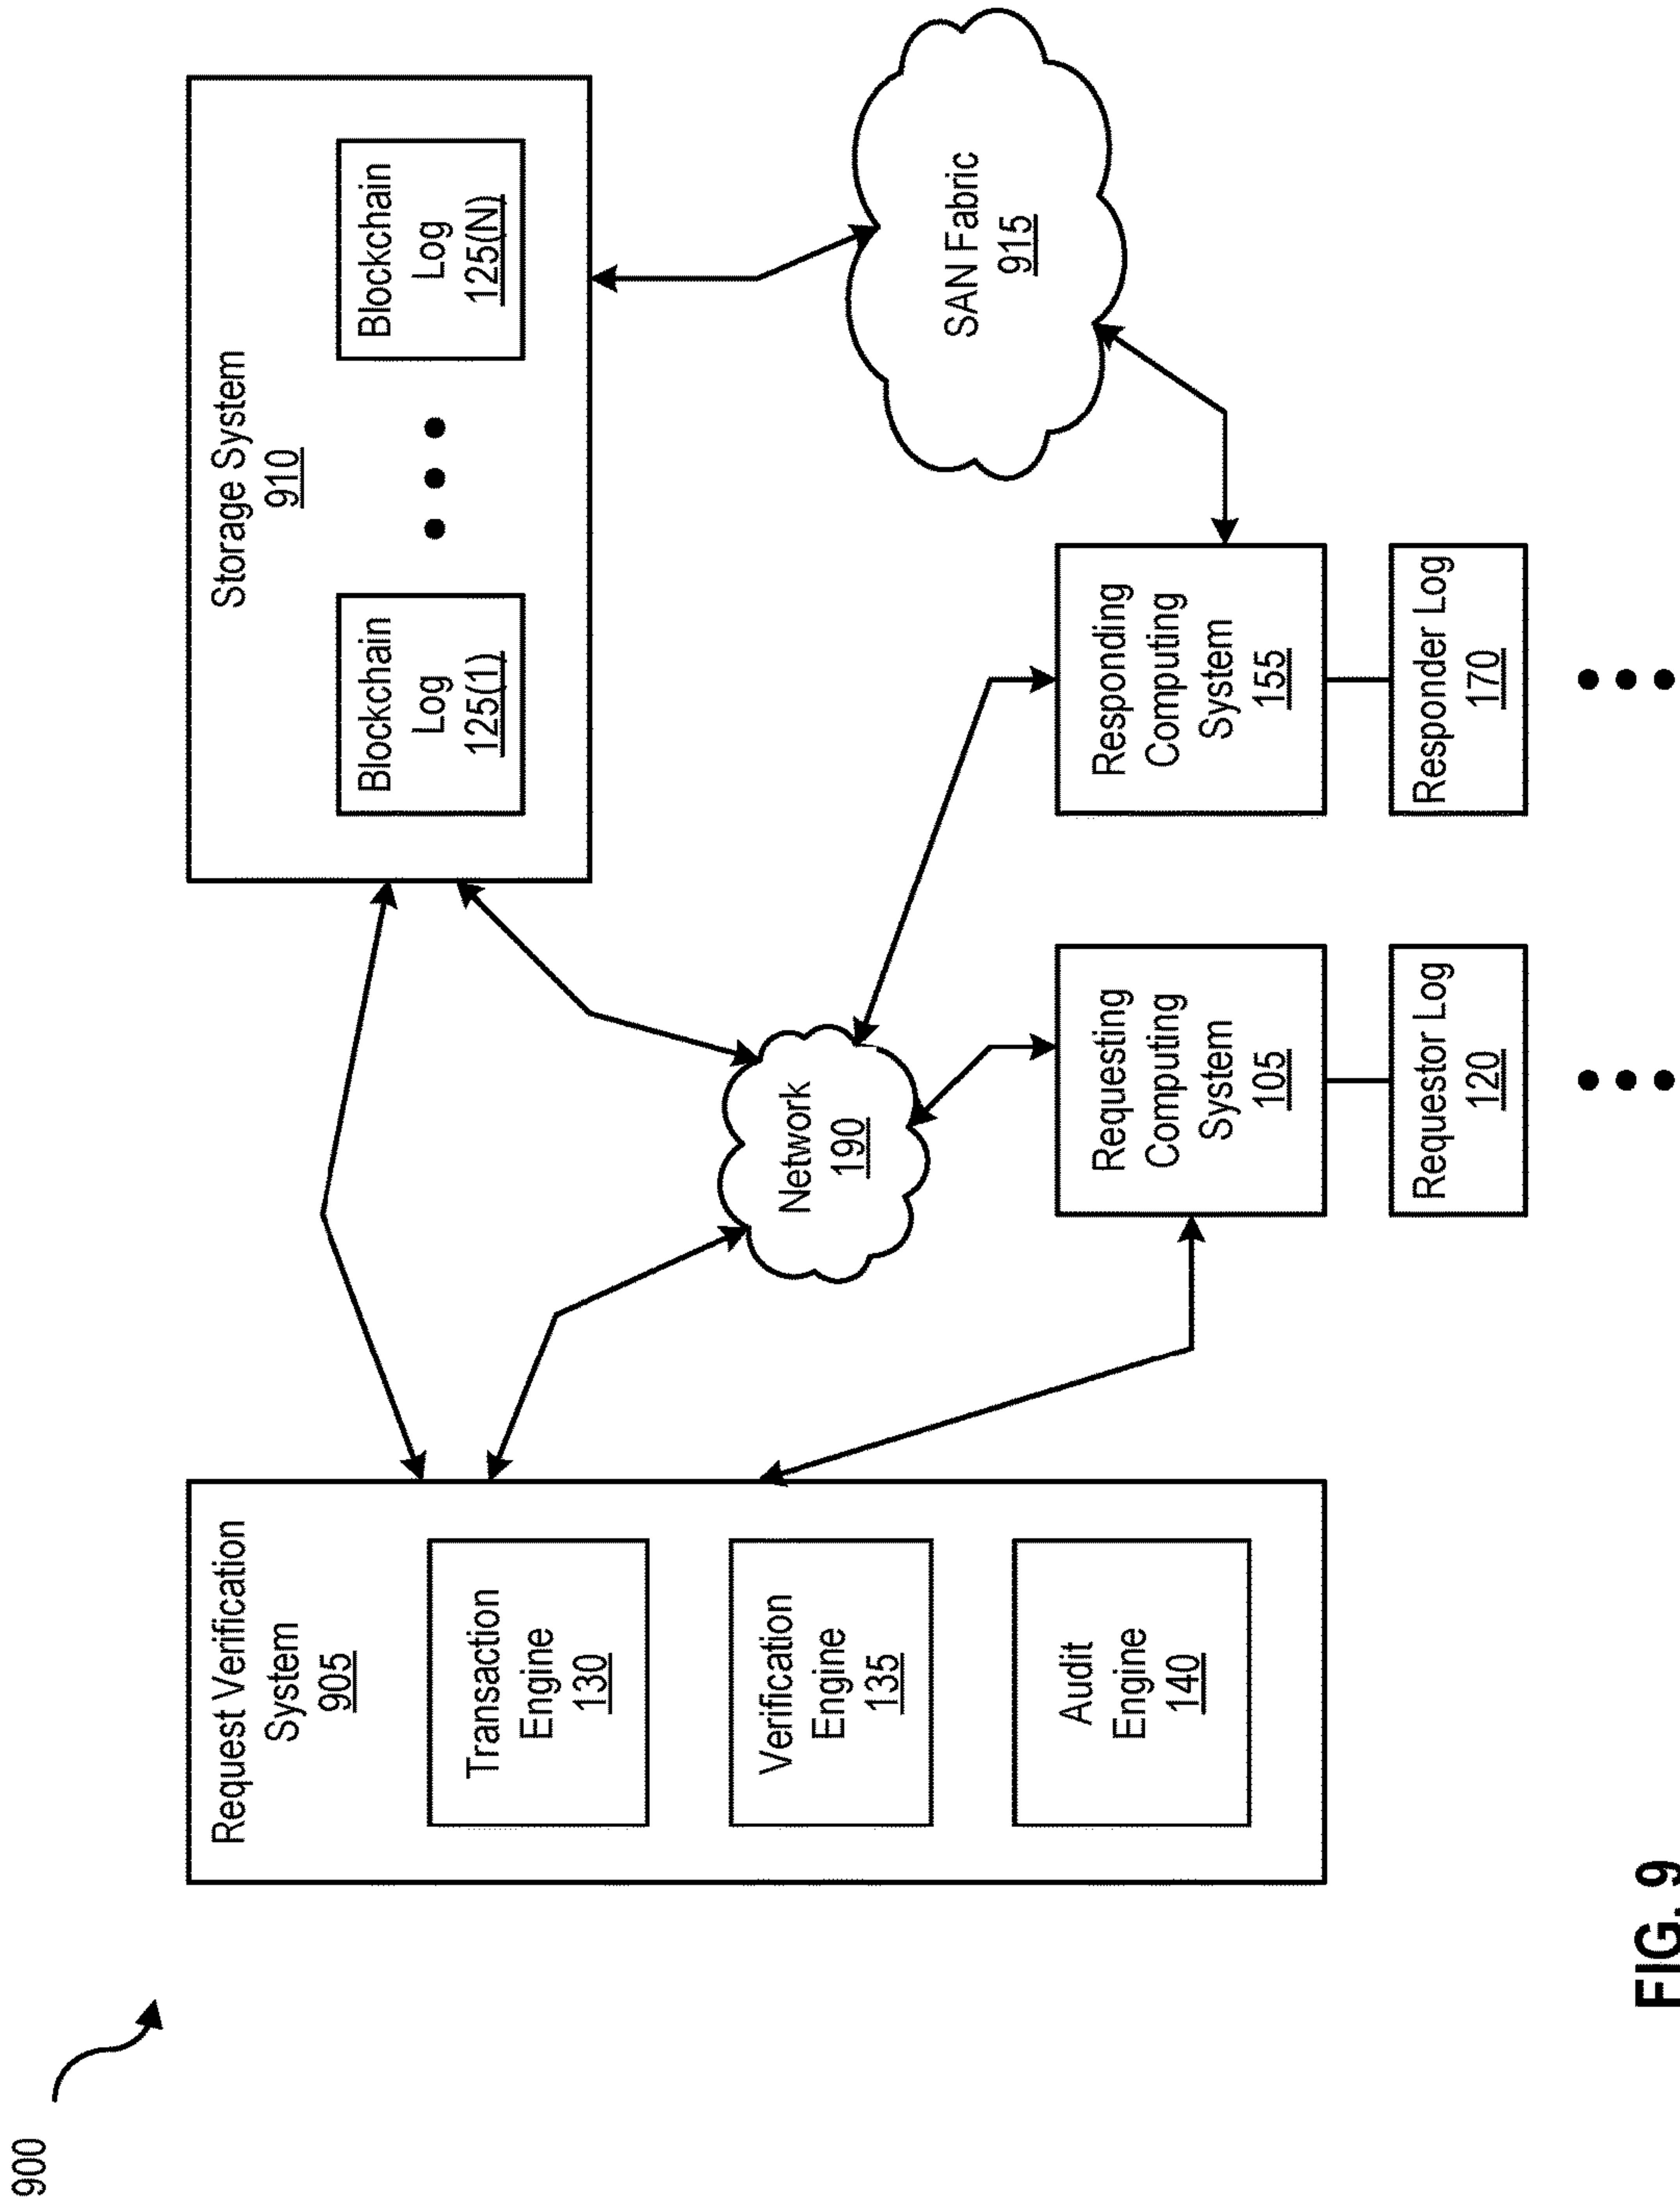 900
Request Verification
System
905
Transaction
Engine
130
Verification
Engine
135
Audit
Engine
140
Storage System
910
Blockchain
Log
125(1)
Blockchain
Log
125(N)
Network
190
SAN Fabric
915
Requesting
Computing
System
105
Requestor Log
120
Responding
Computing
System
155
Responder Log
170
FIG. 9